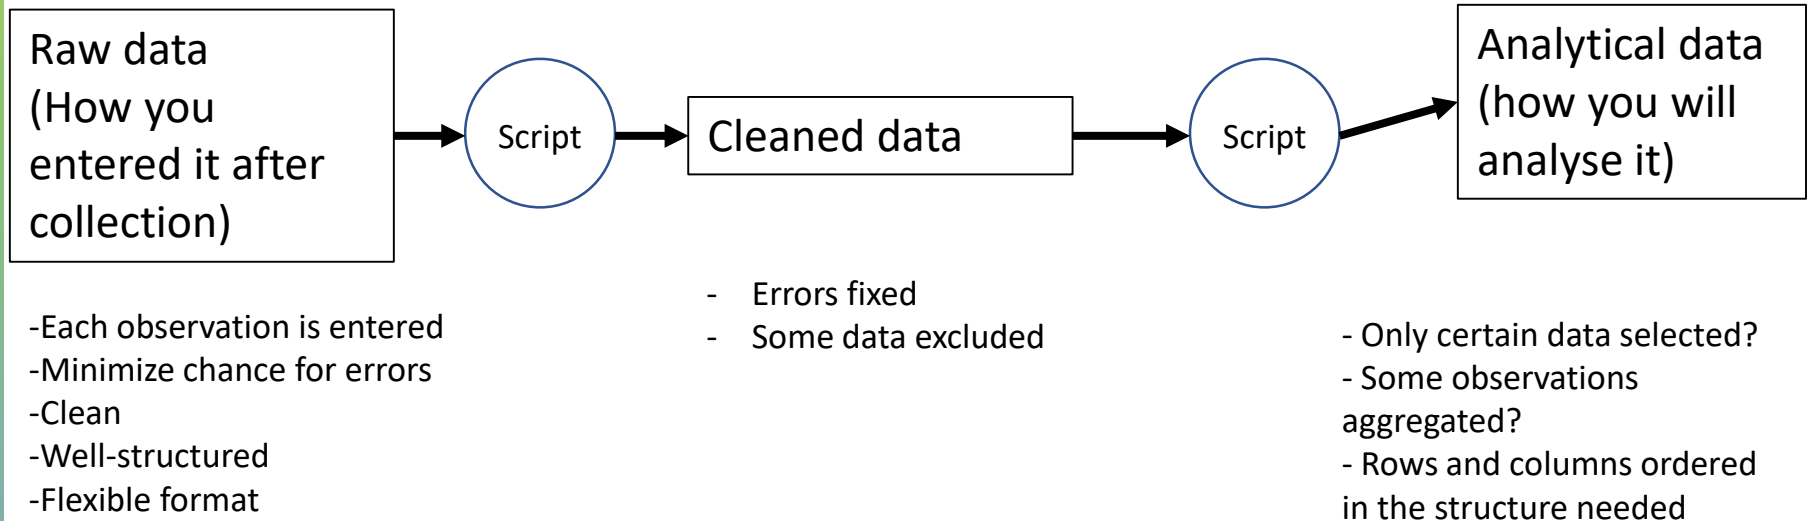 Raw data
(How you
entered it after
collection)
Script
Cleaned data
Script
Analytical data
(how you will
analyse it)
-Each observation is entered
-Minimize chance for errors
-Clean
-Well-structured
-Flexible format
- Errors fixed
- Some data excluded
- Only certain data selected?
- Some observations
aggregated?
- Rows and columns ordered
in the structure needed